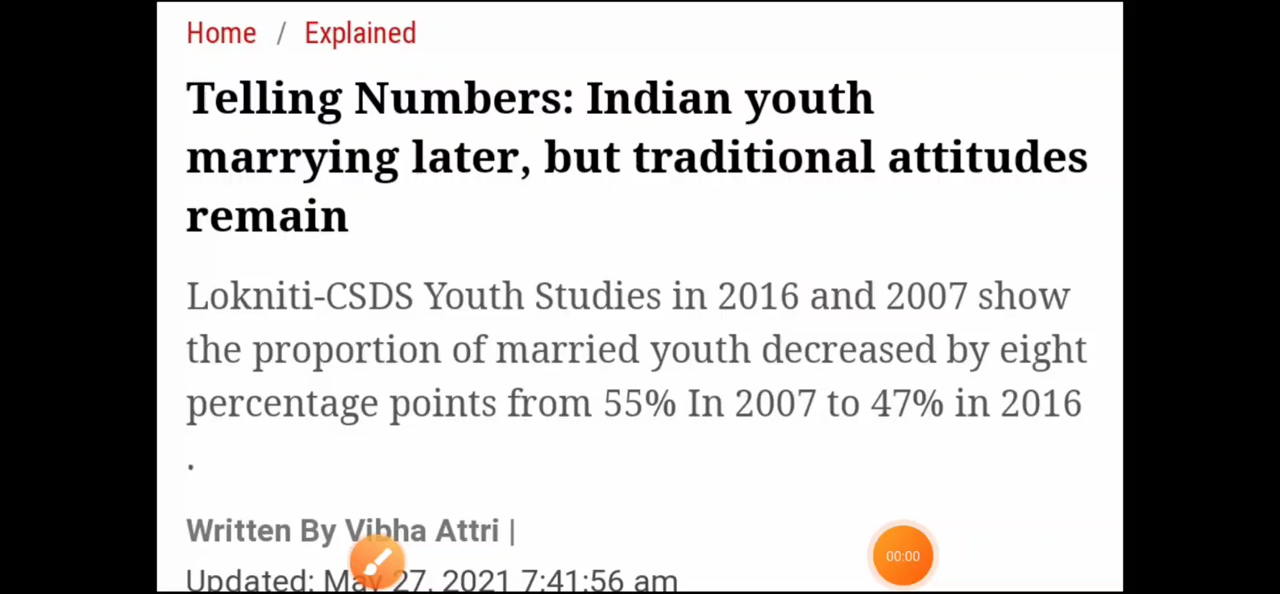 Home / Explained
Telling Numbers: Indian youth
marrying later, but traditional attitudes
remain
Lokniti-CSDS Youth Studies in 2016 and 2007 show
the proportion of married youth decreased by eight
percentage points from 55% In 2007 to 47% in 2016
.
Written By Vibha Attri |
Updated: May 27, 2021 7:41:56 am
00:00